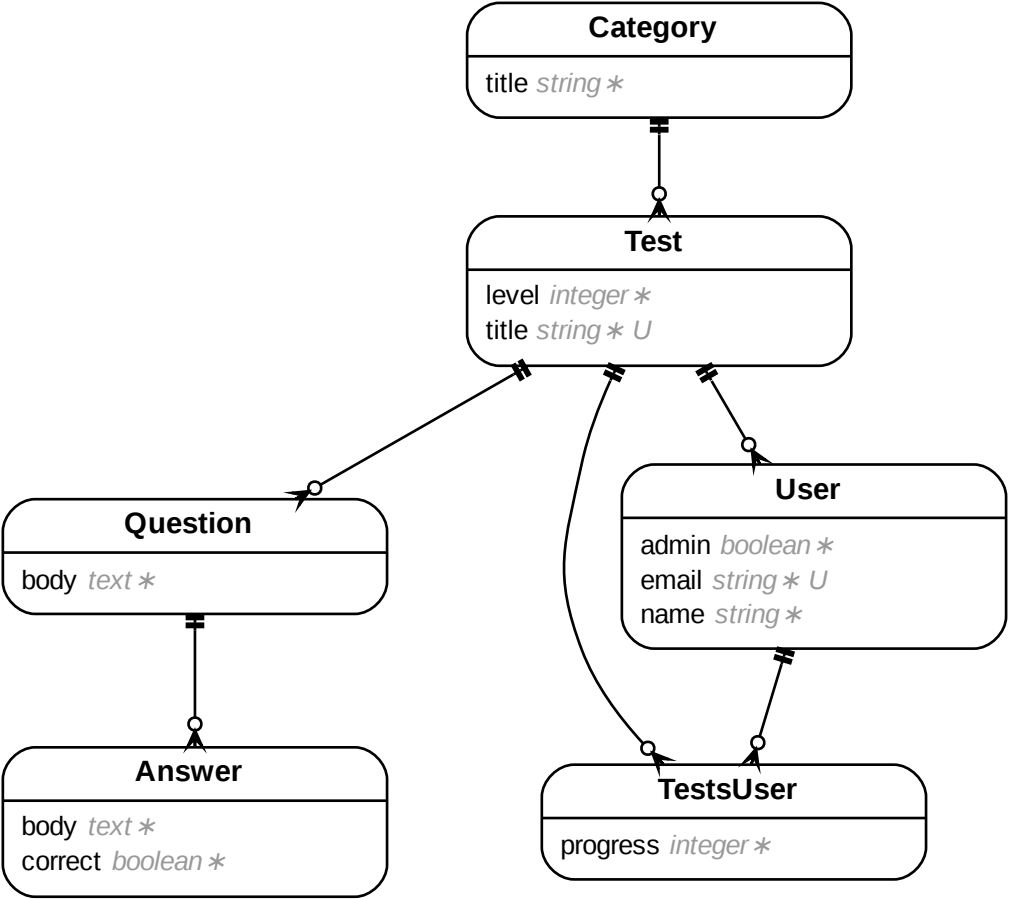 Category
title string ∗
Test
level integer ∗
title string ∗ U
Question
body text ∗
User
admin boolean ∗
email string ∗ U
name string ∗
Answer
body text ∗
correct boolean ∗
TestsUser
progress integer ∗